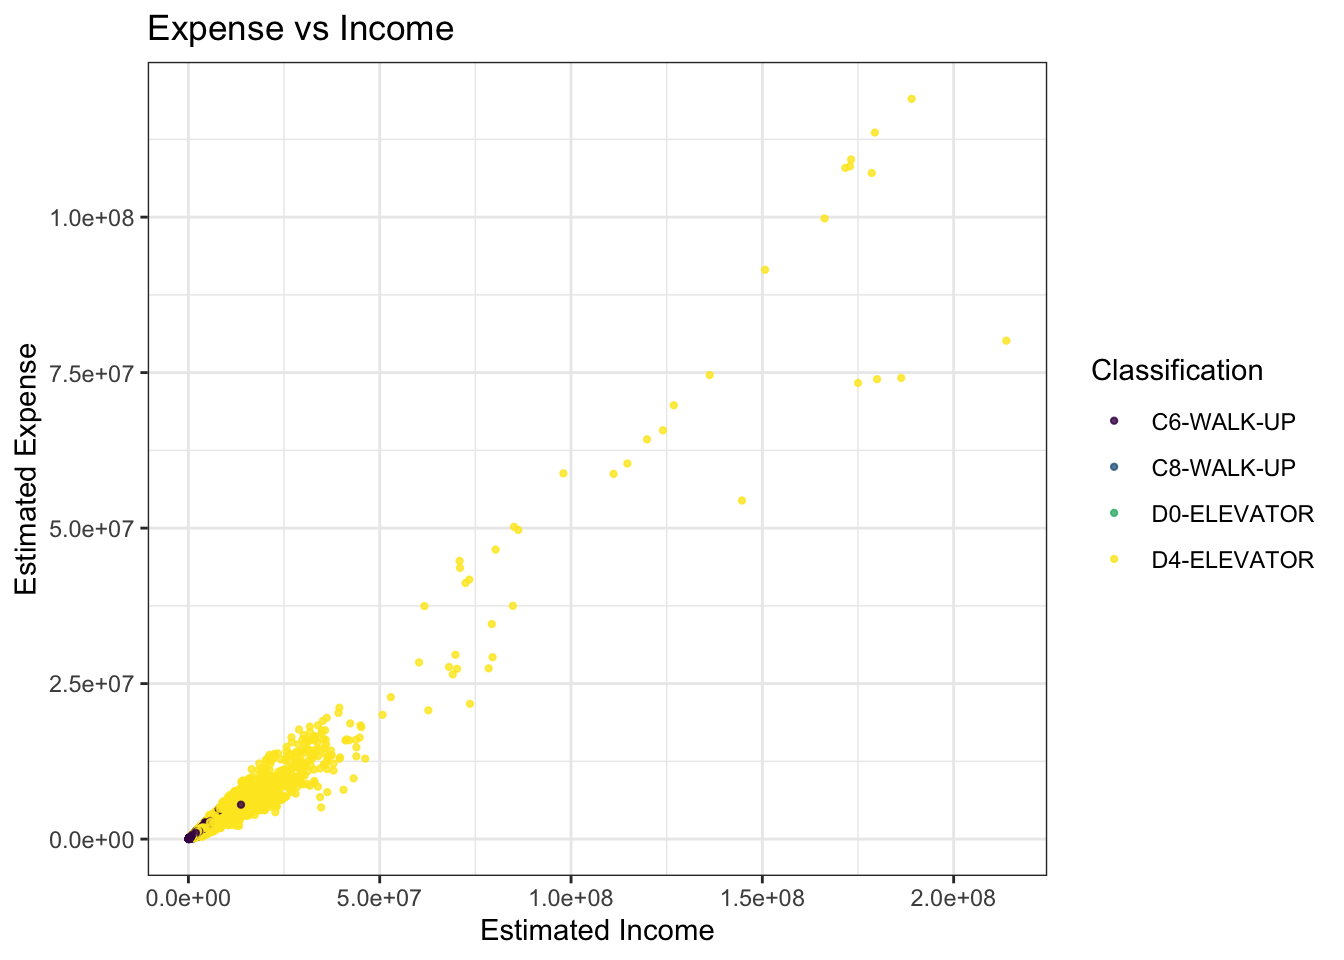 Expense vs Income
1.0e+08
7.5e+07
5.0e+07
2.5e+07
0.0e+00
Estimated Expense
0.0e+00 5.0e+07 1.0e+08 1.5e+08 2.0e+08
Estimated Income
Classification
C6-WALK-UP
C8-WALK-UP
D0-ELEVATOR
D4-ELEVATOR